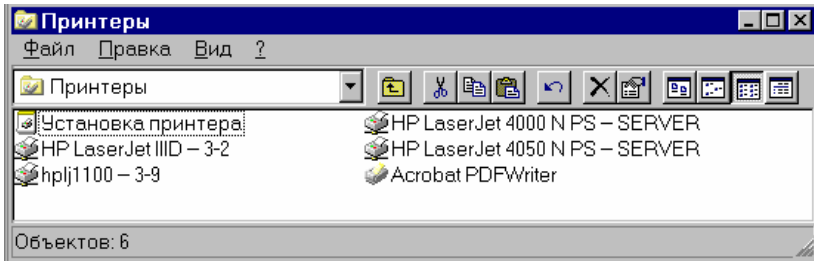 Принтеры
Файл Правка Вид ?
Принтеры
Установка принтера
HP LaserJet IIID – 3-2
hplj1100 – 3-9
HP LaserJet 4000 N PS – SERVER
HP LaserJet 4050 N PS – SERVER
Acrobat PDFWriter
Объектов: 6